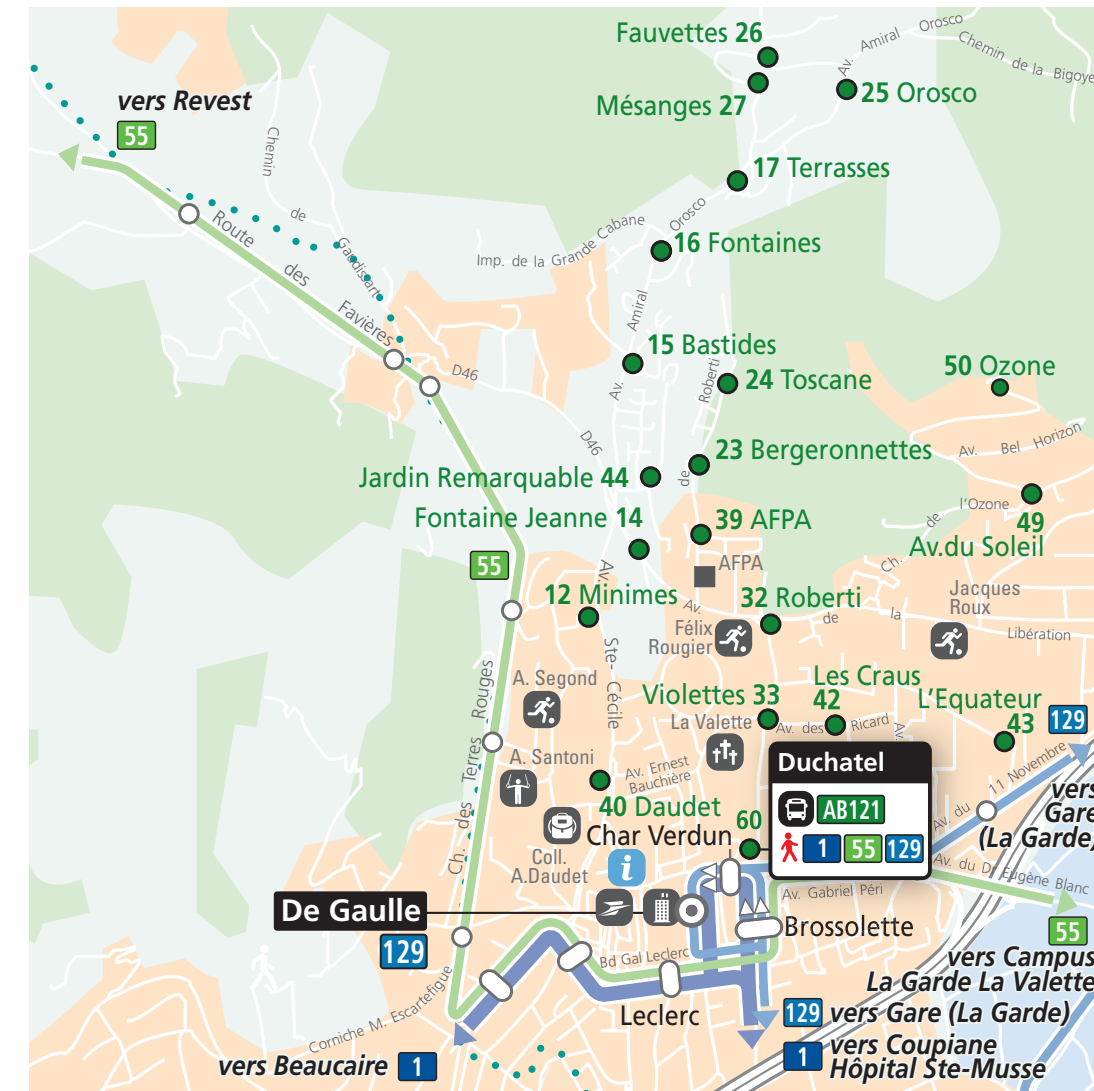 Fauvettes 26
Av. Amiral Orosco
Chemin de la Bigoye
vers Revest
55
Mésanges 27
25 Orosco
Chemin de Gaudissart
17 Terrasses
Route des Favières
Imp. de la Grande Cabane
16 Fontaines
Av. Amiral Orosco
15 Bastides
24 Toscane
50 Ozone
D46
Av. Bel Horizon
D46
23 Bergeronnettes
Av. de Roberti
Jardin Remarquable 44
Ch. de l'Ozone
49
Av.du Soleil
Fontaine Jeanne 14
39 AFPA
55
AFPA
12 Minimes
32 Roberti
Jacques
Roux
Av. de la Libération
Félix
Rougier
Av. Ste-Cécile
A. Segond
Les Craus
42
Violettes 33
L'Equateur
43
129
La Valette
Av. des Ricard
Av.
Ch. des Terres Rouges
A. Santoni
Av. Ernest
Bauchière
Duchatel
AB121
1 55 129
Av. du 11 Novembre
vers
Gare
(La Garde)
40 Daudet
Char Verdun
60
Coll.
A.Daudet
i
Av. du Dr Eugène Blanc
Av. Gabriel Péri
De Gaulle
129
Brossolette
55
Bd Gal Leclerc
vers Campus
La Garde La Valette
Leclerc
129 vers Gare (La Garde)
Corniche M. Escartefigue
vers Beaucaire 1
1 vers Coupiane
Hôpital Ste-Musse